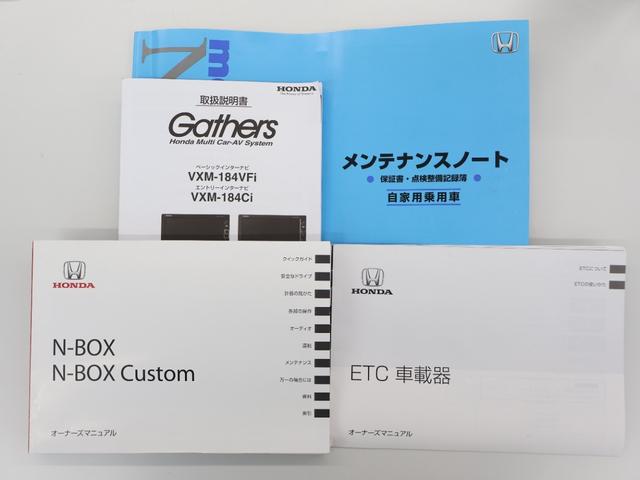 HONDA
取扱説明書
Gathers
Honda Multi Car-AV System
ベーシックインターナビ
VXM-184VFi
エントリーインターナビ
VXM-184Ci
メンテナンスノート
保証書・点検整備記録簿
自家用乗用車
HONDA
N-BOX
N-BOX Custom
オーナーズマニュアル
クイックガイド
安全なドライブ
計器の見かた
各部の操作
オーディオ
運転
メンテナンス
万一の場合には
資料
索引
HONDA
ETC 車載器
オーナーズマニュアル
ETCについて
ETCの使いかた